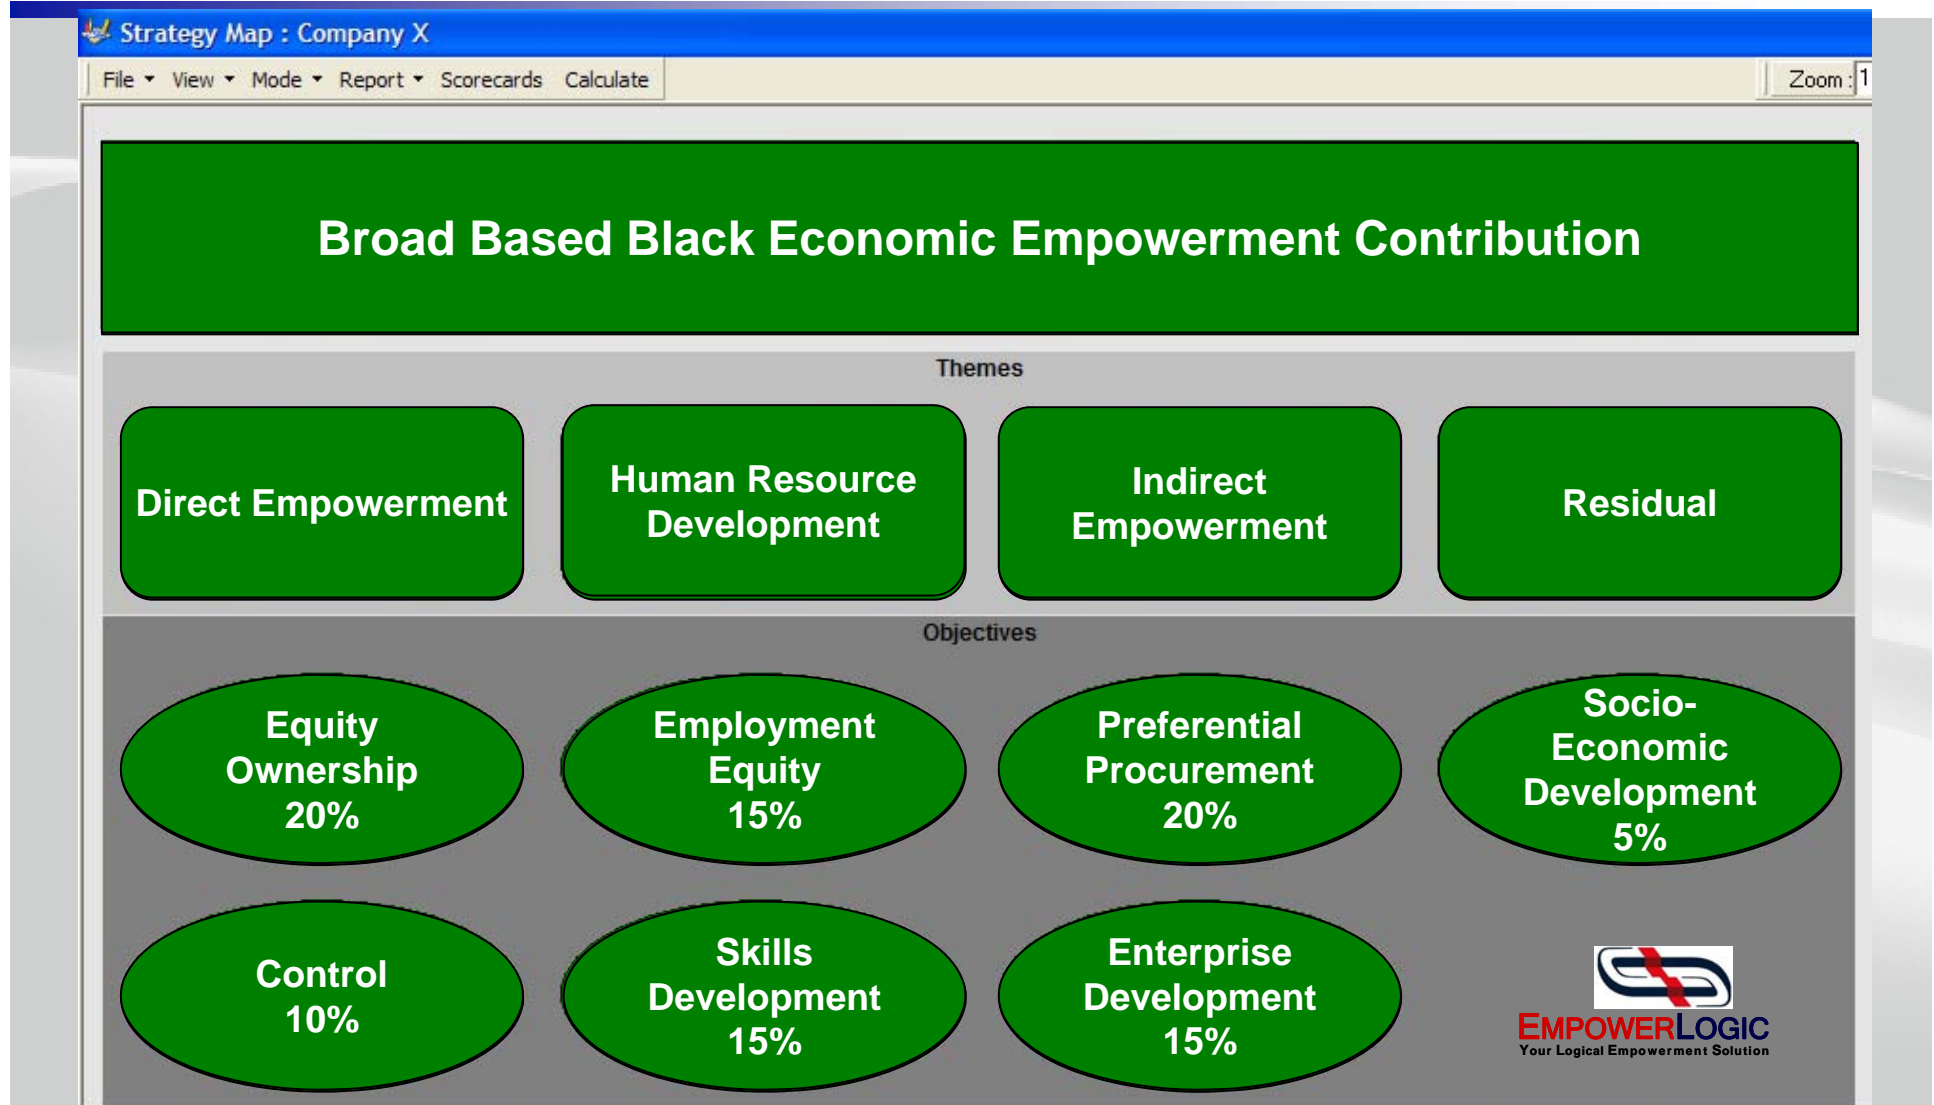 Strategy Map : Company X
File View Mode Report Scorecards Calculate Zoom : 1
Broad Based Black Economic Empowerment Contribution
Themes
Direct Empowerment
Human Resource
Development
Indirect
Empowerment
Residual
Objectives
Equity
Ownership
20%
Employment
Equity
15%
Preferential
Procurement
20%
Socio-
Economic
Development
5%
Control
10%
Skills
Development
15%
Enterprise
Development
15%
EMPOWERLOGIC
Your Logical Empowerment Solution